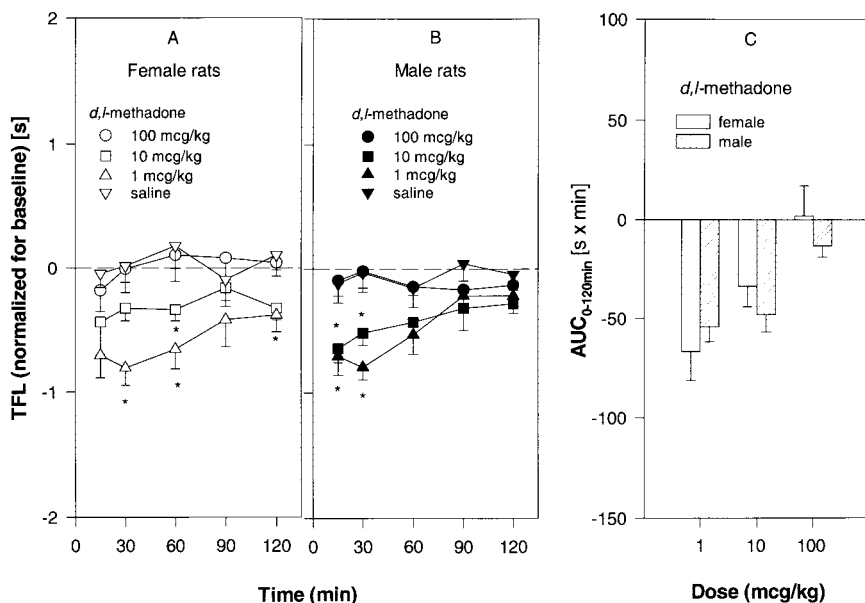 A
Female rats
d,l-methadone
100 mcg/kg
10 mcg/kg
1 mcg/kg
saline
TFL (normalized for baseline) [s]
2
1
0
-1
-2
0 30 60 90 120
* * * *
B
Male rats
d,l-methadone
100 mcg/kg
10 mcg/kg
1 mcg/kg
saline
* *
* *
0 30 60 90 120
Time (min)
C
d,l-methadone
female
male
AUC0-120min [s x min]
100
50
0
-50
-100
-150
1 10 100
Dose (mcg/kg)